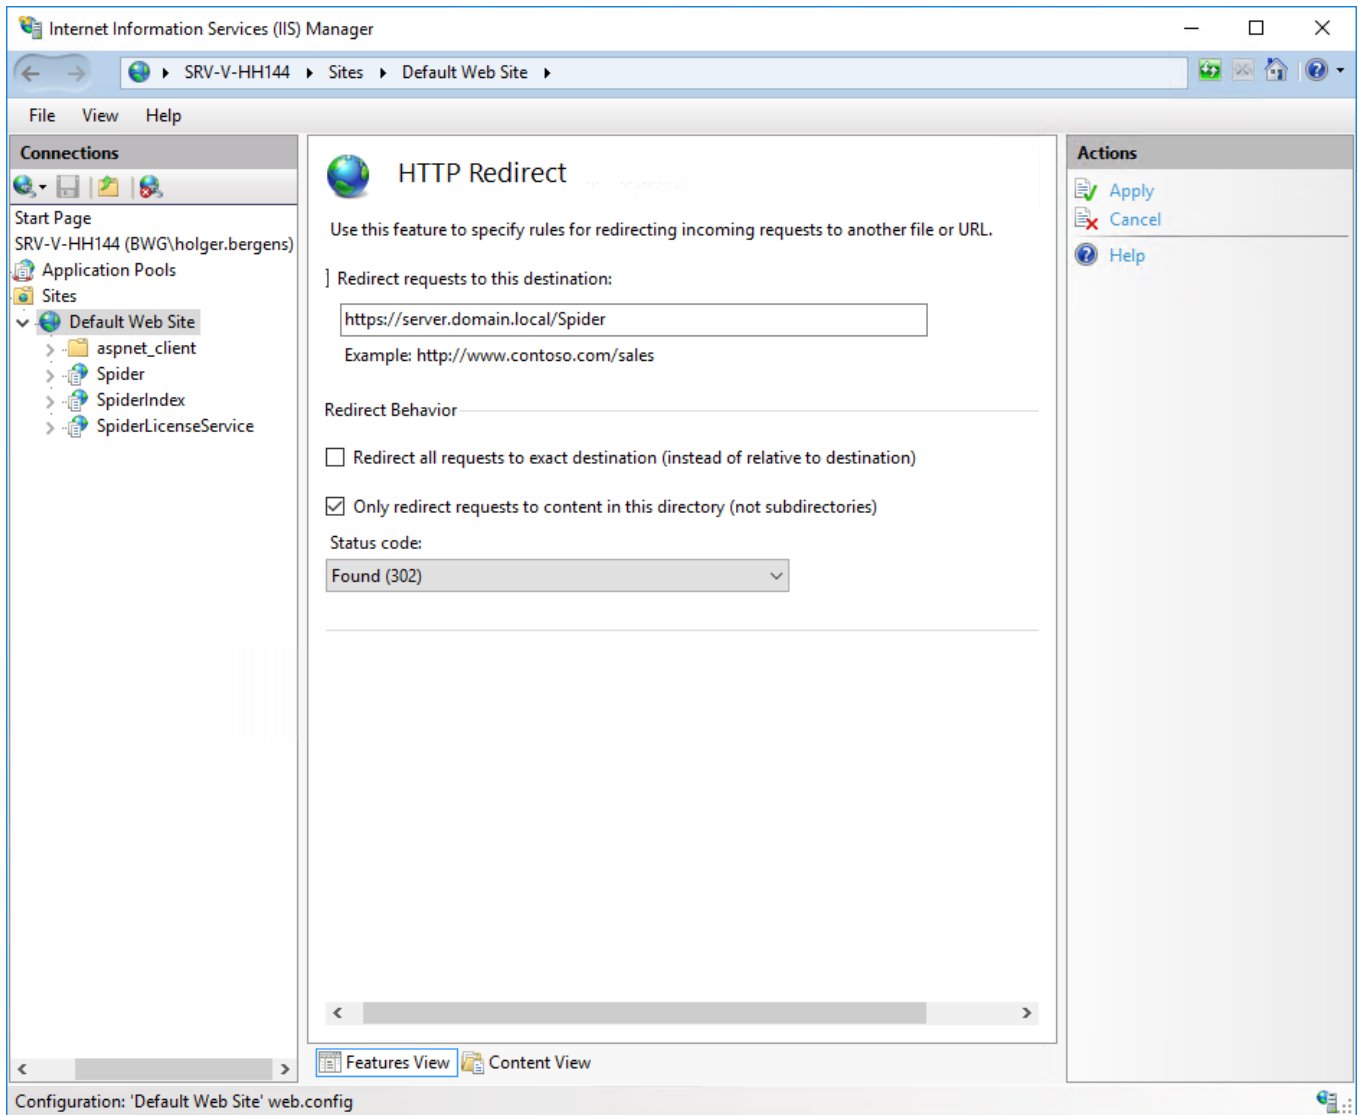 Internet Information Services (IIS) Manager
SRV-V-HH144 Sites Default Web Site
File View Help
Connections
Start Page
SRV-V-HH144 (BWG\holger.bergens)
Application Pools
Sites
Default Web Site
aspnet_client
Spider
SpiderIndex
SpiderLicenseService
HTTP Redirect
Use this feature to specify rules for redirecting incoming requests to another file or URL.
Redirect requests to this destination:
https://server.domain.local/Spider
Example: http://www.contoso.com/sales
Redirect Behavior
Redirect all requests to exact destination (instead of relative to destination)
Only redirect requests to content in this directory (not subdirectories)
Status code:
Found (302)
Features View Content View
Actions
Apply
Cancel
Help
Configuration: 'Default Web Site' web.config